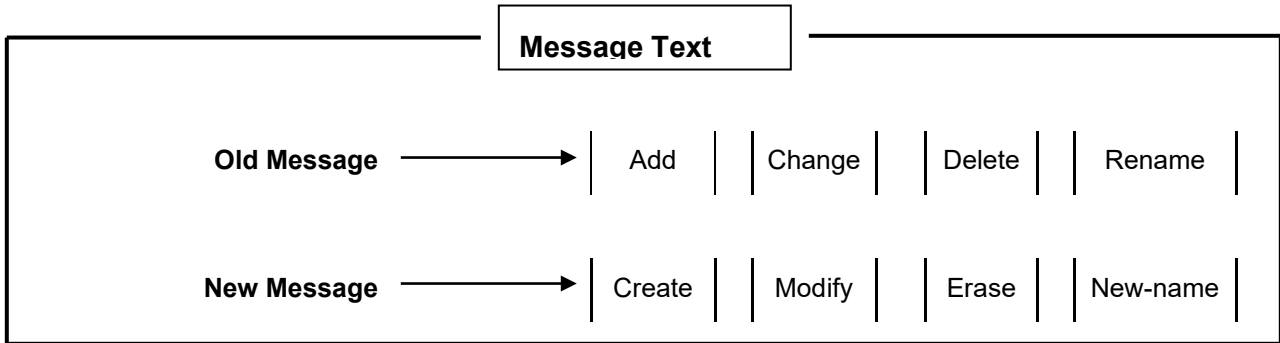 Message Text
Old Message Add Change Delete Rename
New Message Create Modify Erase New-name